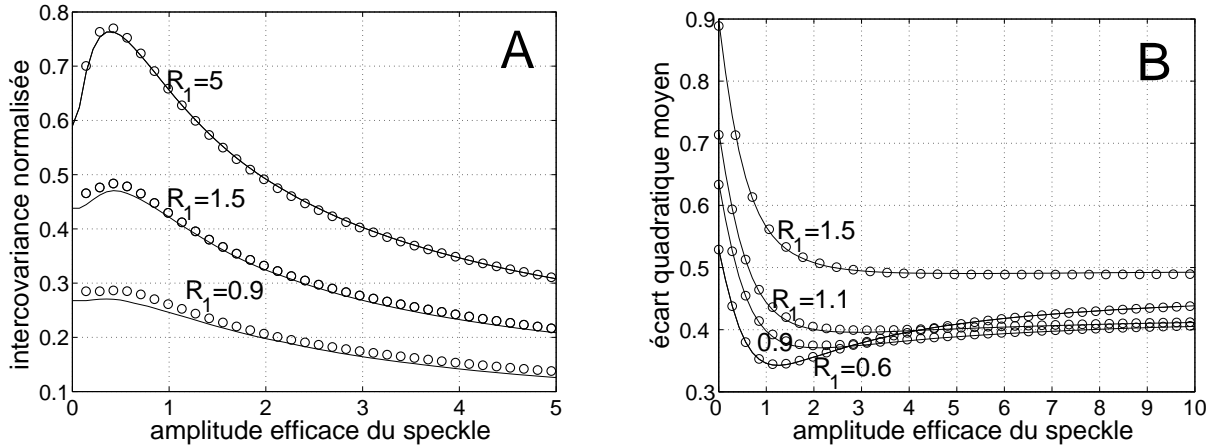 A
intercovariance normalisée
0.8
0.7
0.6
0.5
0.4
0.3
0.2
0.1
R1=5
R1=1.5
R1=0.9
0 1 2 3 4 5
amplitude efficace du speckle
B
écart quadratique moyen
0.9
0.8
0.7
0.6
0.5
0.4
0.3
R1=1.5
R1=1.1
0.9
R1=0.6
0 1 2 3 4 5 6 7 8 9 10
amplitude efficace du speckle